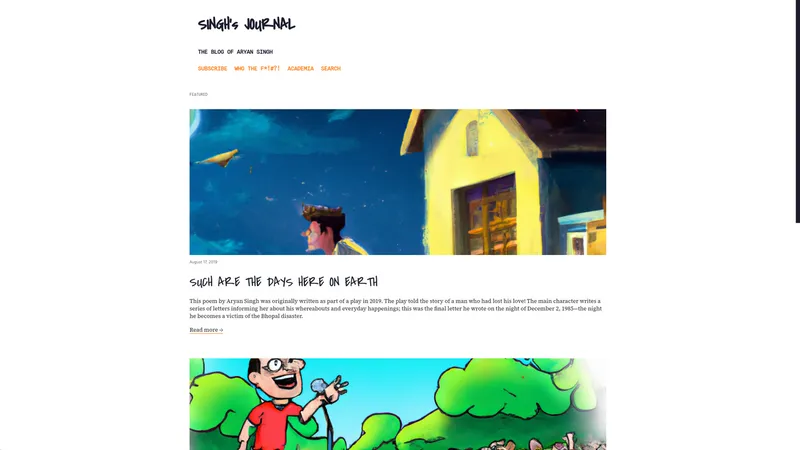 SINGH's JOURNAL
THE BLOG OF ARYAN SINGH
SUBSCRIBE WHO THE F*!#?! ACADEMIA SEARCH
FEATURED
August 17, 2019
SUCH ARE THE DAYS HERE ON EARTH
This poem by Aryan Singh was originally written as part of a play in 2019. The play told the story of a man who had lost his love! The main character writes a
series of letters informing her about his whereabouts and everyday happenings; this was the final letter he wrote on the night of December 2, 1985—the night
he becomes a victim of the Bhopal disaster.
Read more →